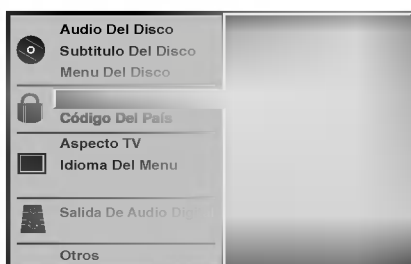 Audio Del Disco
Subtitulo Del Disco
Menu Del Disco
Código Del País
Aspecto TV
Idioma Del Menu
Salida De Audio Digital
Otros